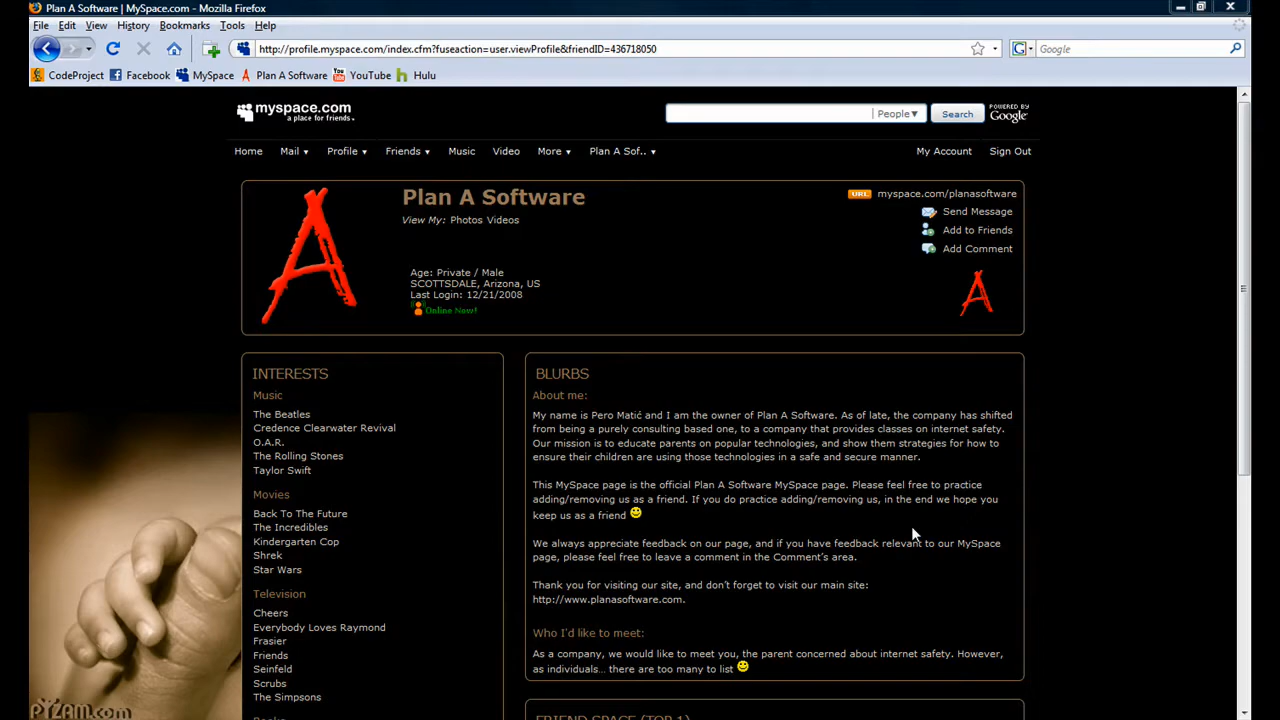 Plan A Software | MySpace.com - Mozilla Firefox
File Edit View History Bookmarks Tools Help
http://profile.myspace.com/index.cfm?fuseaction=user.viewProfile&friendID=436718050
G Google
CodeProject Facebook MySpace Plan A Software YouTube Hulu
myspace.com
a place for friends
People▼ Search POWERED BY Google
Home Mail Profile Friends Music Video More Plan A Sof.. My Account Sign Out
Plan A Software
View My: Photos Videos
Age: Private / Male
SCOTTSDALE, Arizona, US
Last Login: 12/21/2008
Online Now!
URL myspace.com/planasoftware
Send Message
Add to Friends
Add Comment
INTERESTS
Music
The Beatles
Credence Clearwater Revival
O.A.R.
The Rolling Stones
Taylor Swift
Movies
Back To The Future
The Incredibles
Kindergarten Cop
Shrek
Star Wars
Television
Cheers
Everybody Loves Raymond
Frasier
Friends
Seinfeld
Scrubs
The Simpsons
Books
BLURBS
About me:
My name is Pero Matić and I am the owner of Plan A Software. As of late, the company has shifted
from being a purely consulting based one, to a company that provides classes on internet safety.
Our mission is to educate parents on popular technologies, and show them strategies for how to
ensure their children are using those technologies in a safe and secure manner.
This MySpace page is the official Plan A Software MySpace page. Please feel free to practice
adding/removing us as a friend. If you do practice adding/removing us, in the end we hope you
keep us as a friend
We always appreciate feedback on our page, and if you have feedback relevant to our MySpace
page, please feel free to leave a comment in the Comment's area.
Thank you for visiting our site, and don't forget to visit our main site:
http://www.planasoftware.com.
Who I'd like to meet:
As a company, we would like to meet you, the parent concerned about internet safety. However,
as individuals... there are too many to list
FRIEND SPACE (TOP 1)
PYZAM.com